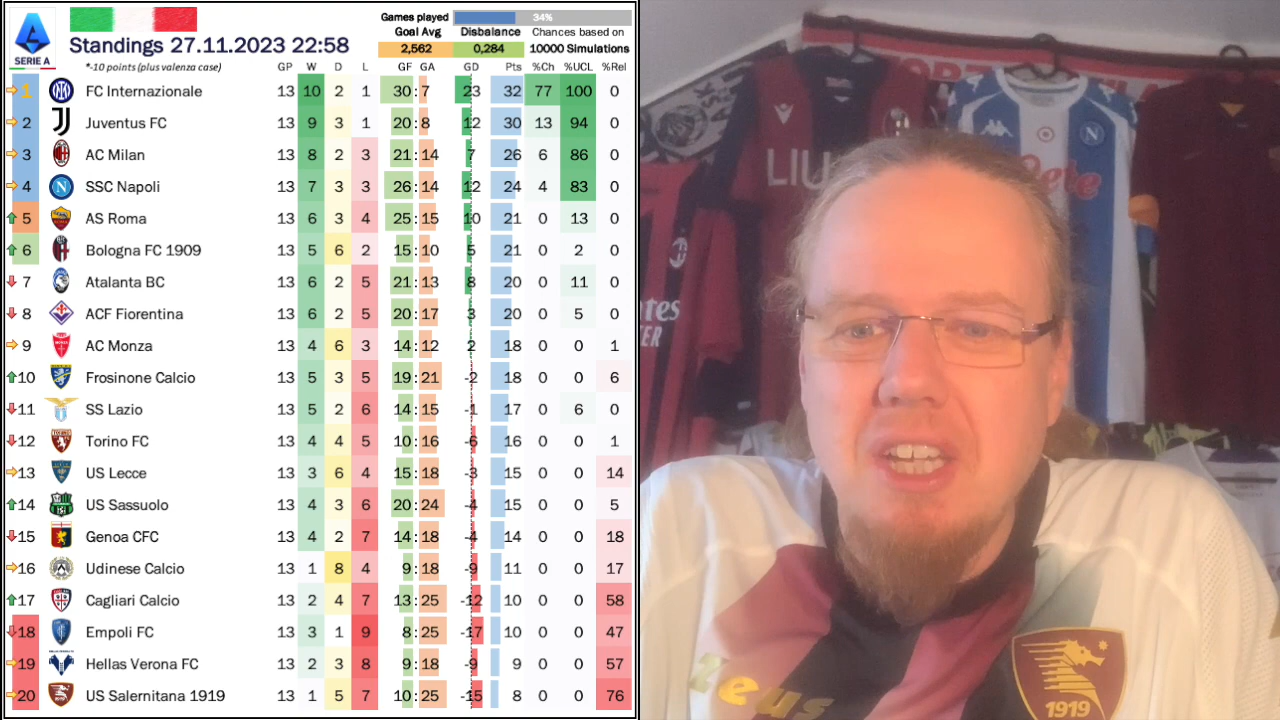 SERIE A
Standings 27.11.2023 22:58
*-10 points (plus valenza case)
Games played 34%
Goal Avg Disbalance Chances based on
2,562 0,284 10000 Simulations
GP W D L GF GA GD Pts %Ch %UCL %Rel
1 FC Internazionale 13 10 2 1 30:7 23 32 77 100 0
2 Juventus FC 13 9 3 1 20:8 12 30 13 94 0
3 AC Milan 13 8 2 3 21:14 7 26 6 86 0
4 SSC Napoli 13 7 3 3 26:14 12 24 4 83 0
5 AS Roma 13 6 3 4 25:15 10 21 0 13 0
6 Bologna FC 1909 13 5 6 2 15:10 5 21 0 2 0
7 Atalanta BC 13 6 2 5 21:13 8 20 0 11 0
8 ACF Fiorentina 13 6 2 5 20:17 3 20 0 5 0
9 AC Monza 13 4 6 3 14:12 2 18 0 0 1
10 Frosinone Calcio 13 5 3 5 19:21 -2 18 0 0 6
11 SS Lazio 13 5 2 6 14:15 -1 17 0 6 0
12 Torino FC 13 4 4 5 10:16 -6 16 0 0 1
13 US Lecce 13 3 6 4 15:18 -3 15 0 0 14
14 US Sassuolo 13 4 3 6 20:24 -4 15 0 0 5
15 Genoa CFC 13 4 2 7 14:18 -4 14 0 0 18
16 Udinese Calcio 13 1 8 4 9:18 -9 11 0 0 17
17 Cagliari Calcio 13 2 4 7 13:25 -12 10 0 0 58
18 Empoli FC 13 3 1 9 8:25 -17 10 0 0 47
19 Hellas Verona FC 13 2 3 8 9:18 -9 9 0 0 57
20 US Salernitana 1919 13 1 5 7 10:25 -15 8 0 0 76
LIU
N
Pete
zeus
1919